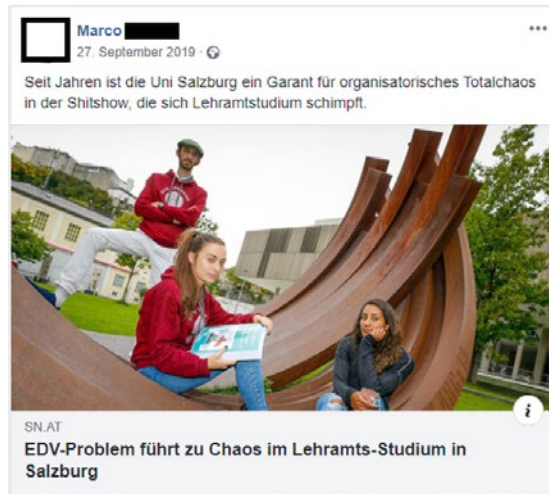 Marco
27. September 2019 ·
Seit Jahren ist die Uni Salzburg ein Garant für organisatorisches Totalchaos
in der Shitshow, die sich Lehramtstudium schimpft.
SN.AT
EDV-Problem führt zu Chaos im Lehramts-Studium in
Salzburg